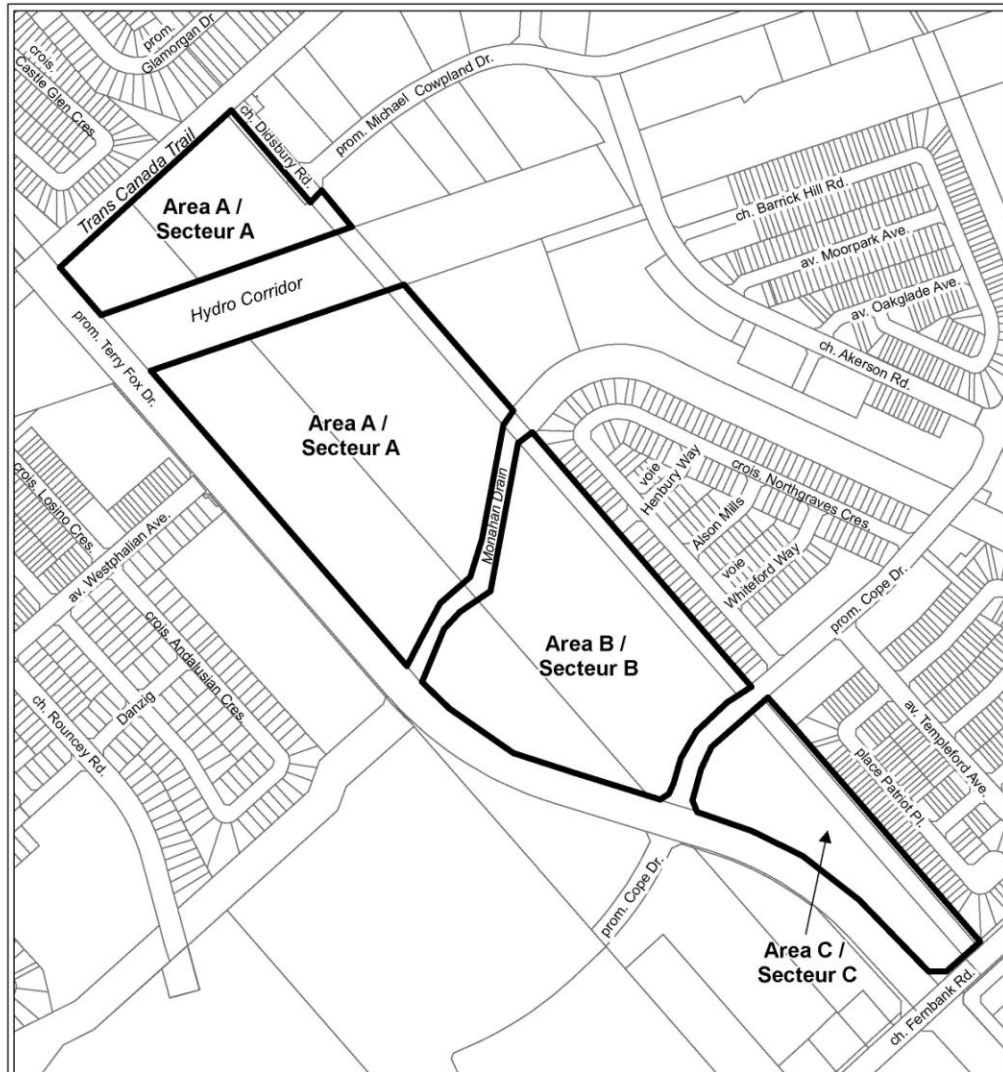 crois.
Castle Glen Cres.
prom.
Glamorgan Dr
Trans Canada Trail
ch. Didsbury Rd.
prom. Michael Cowpland Dr.
Area A /
Secteur A
Hydro Corridor
prom. Terry Fox Dr.
ch. Barrick Hill Rd.
av. Moorpark Ave.
av. Oakglade Ave.
ch. Akerson Rd.
Area A /
Secteur A
Monahan Drain
crois. Losino Cres.
av. Westphalian Ave.
voie
Henbury Way
crois. Northgraves Cres.
Alson Mills
voie
Whiteford Way
prom. Cope Dr.
Area B /
Secteur B
crois. Andalusian Cres.
Danzig
ch. Rouncey Rd.
av. Templeford Ave.
place Patriot Pl.
prom. Cope Dr.
Area C /
Secteur C
ch. Fernbank Rd.